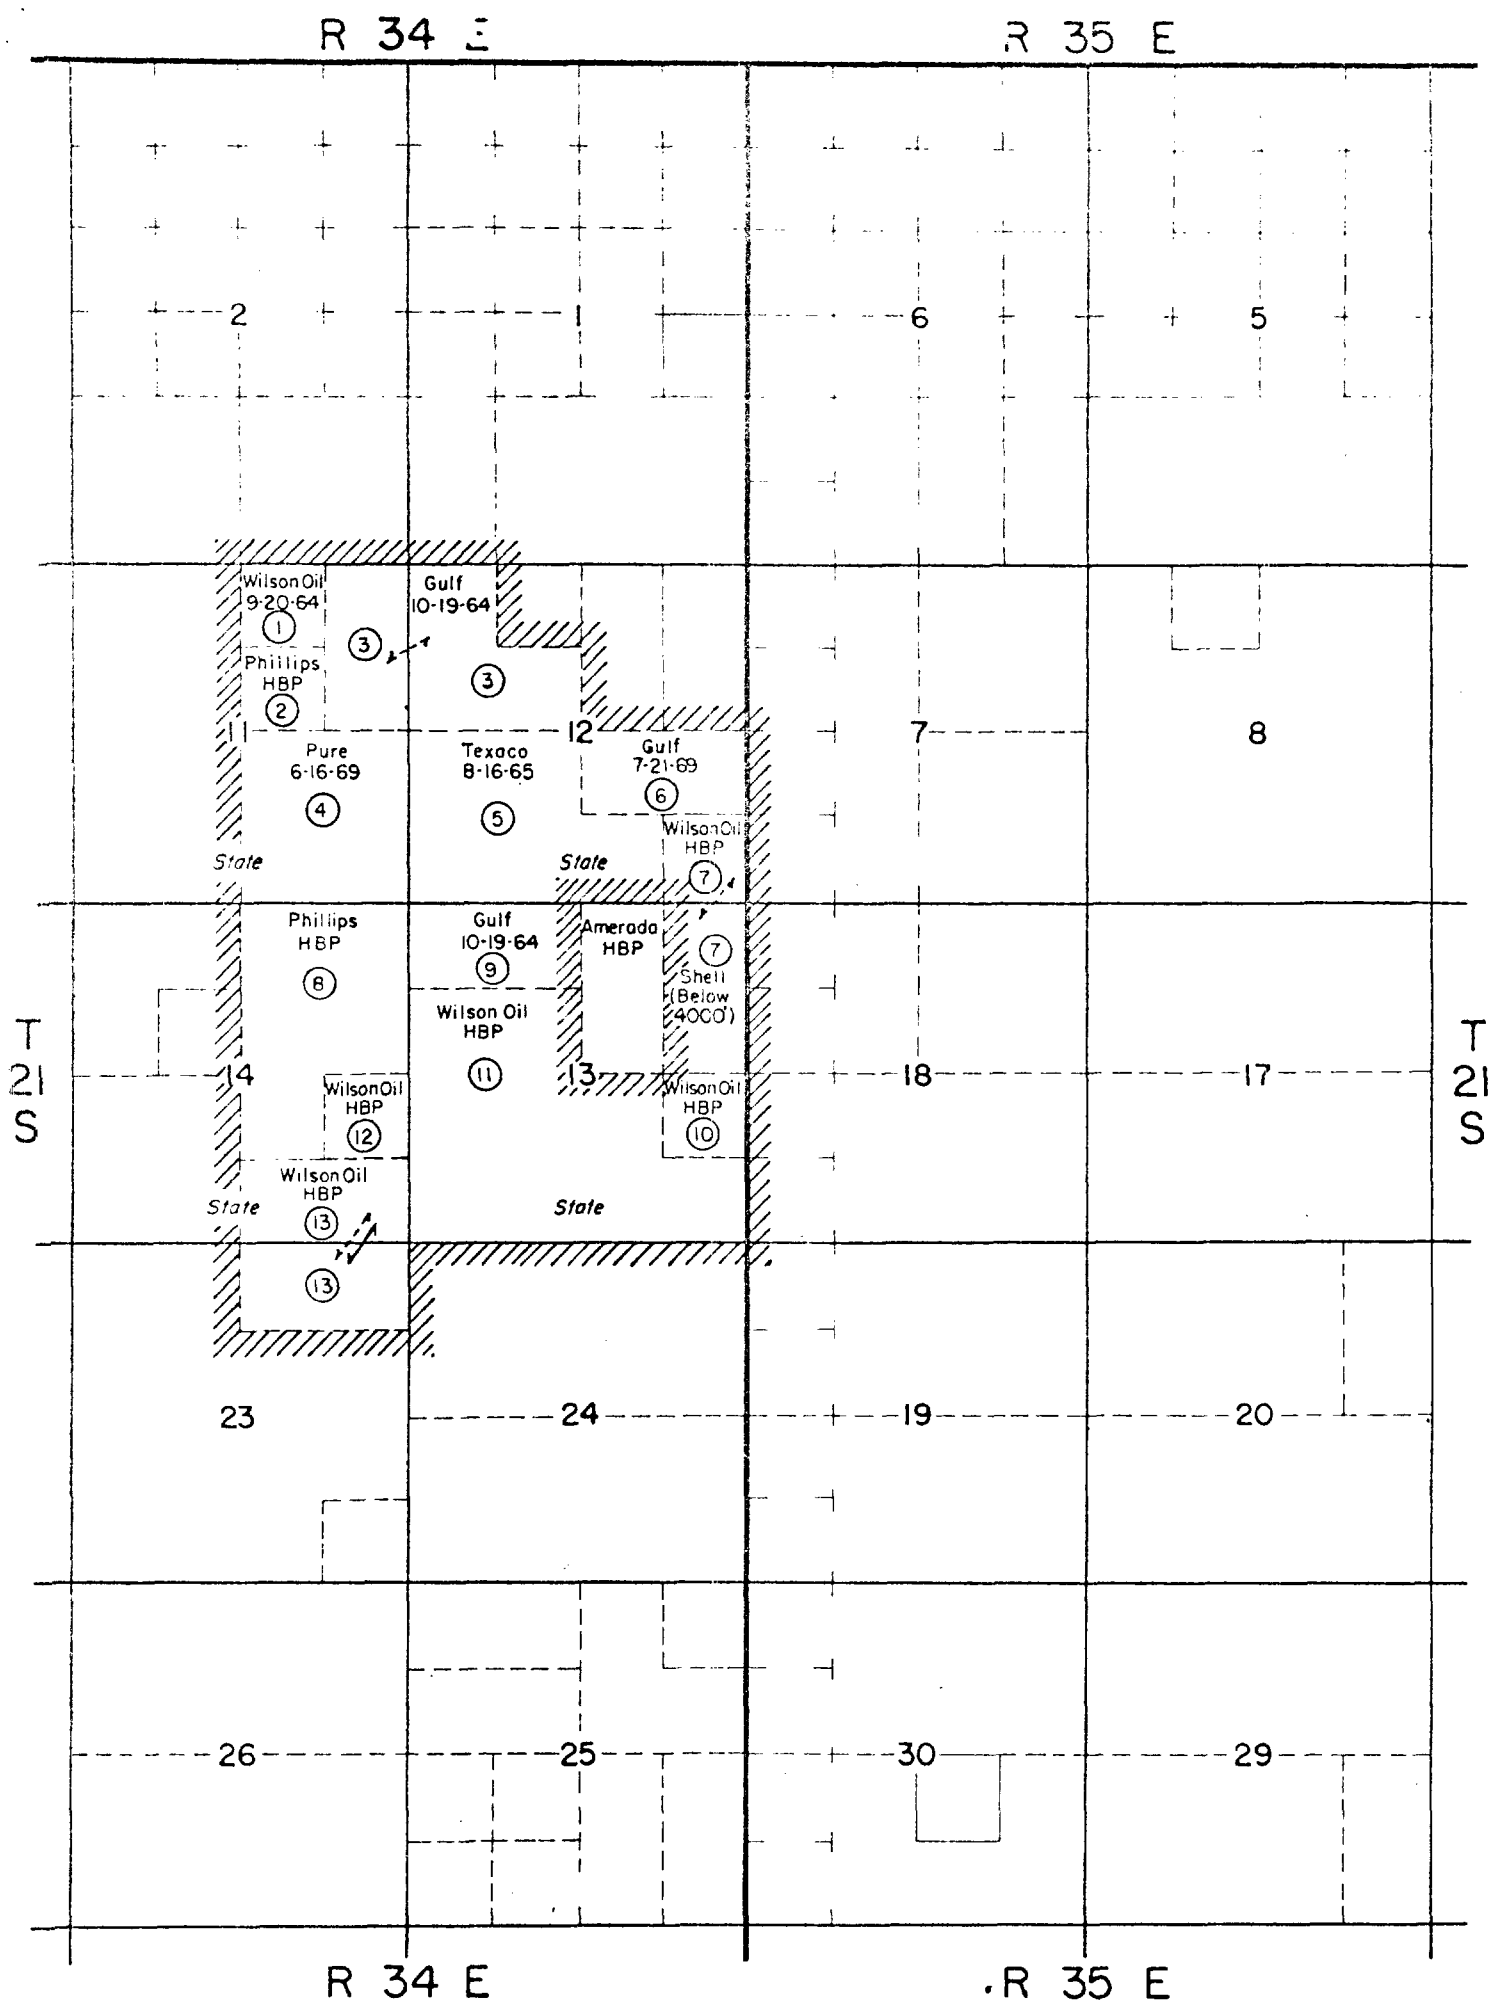 R 34 E
R 35 E
2
1
6
5
Wilson Oil
9-20-64
1
Gulf
10-19-64
3
3
Phillips
HBP
2
11
12
7
8
Pure
6-16-69
4
Texaco
8-16-65
5
Gulf
7-21-69
6
Wilson Oil
HBP
7
State
State
Phillips
HBP
8
Gulf
10-19-64
9
Amerada
HBP
7
Shell
(Below
4000')
Wilson Oil
HBP
11
T
21
S
14
13
18
17
T
21
S
Wilson Oil
HBP
12
Wilson Oil
HBP
10
Wilson Oil
HBP
13
State
State
13
23
24
19
20
26
25
30
29
R 34 E
R 35 E